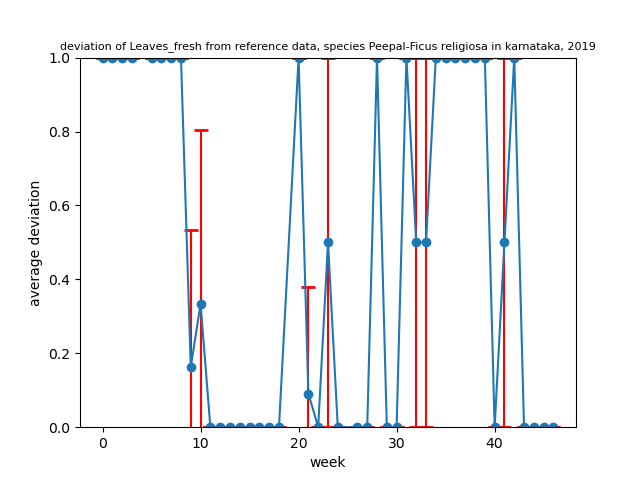 deviation of Leaves_fresh from reference data, species Peepal-Ficus religiosa in karnataka, 2019
1.0
0.8
0.6
0.4
0.2
0.0
average deviation
0 10 20 30 40
week